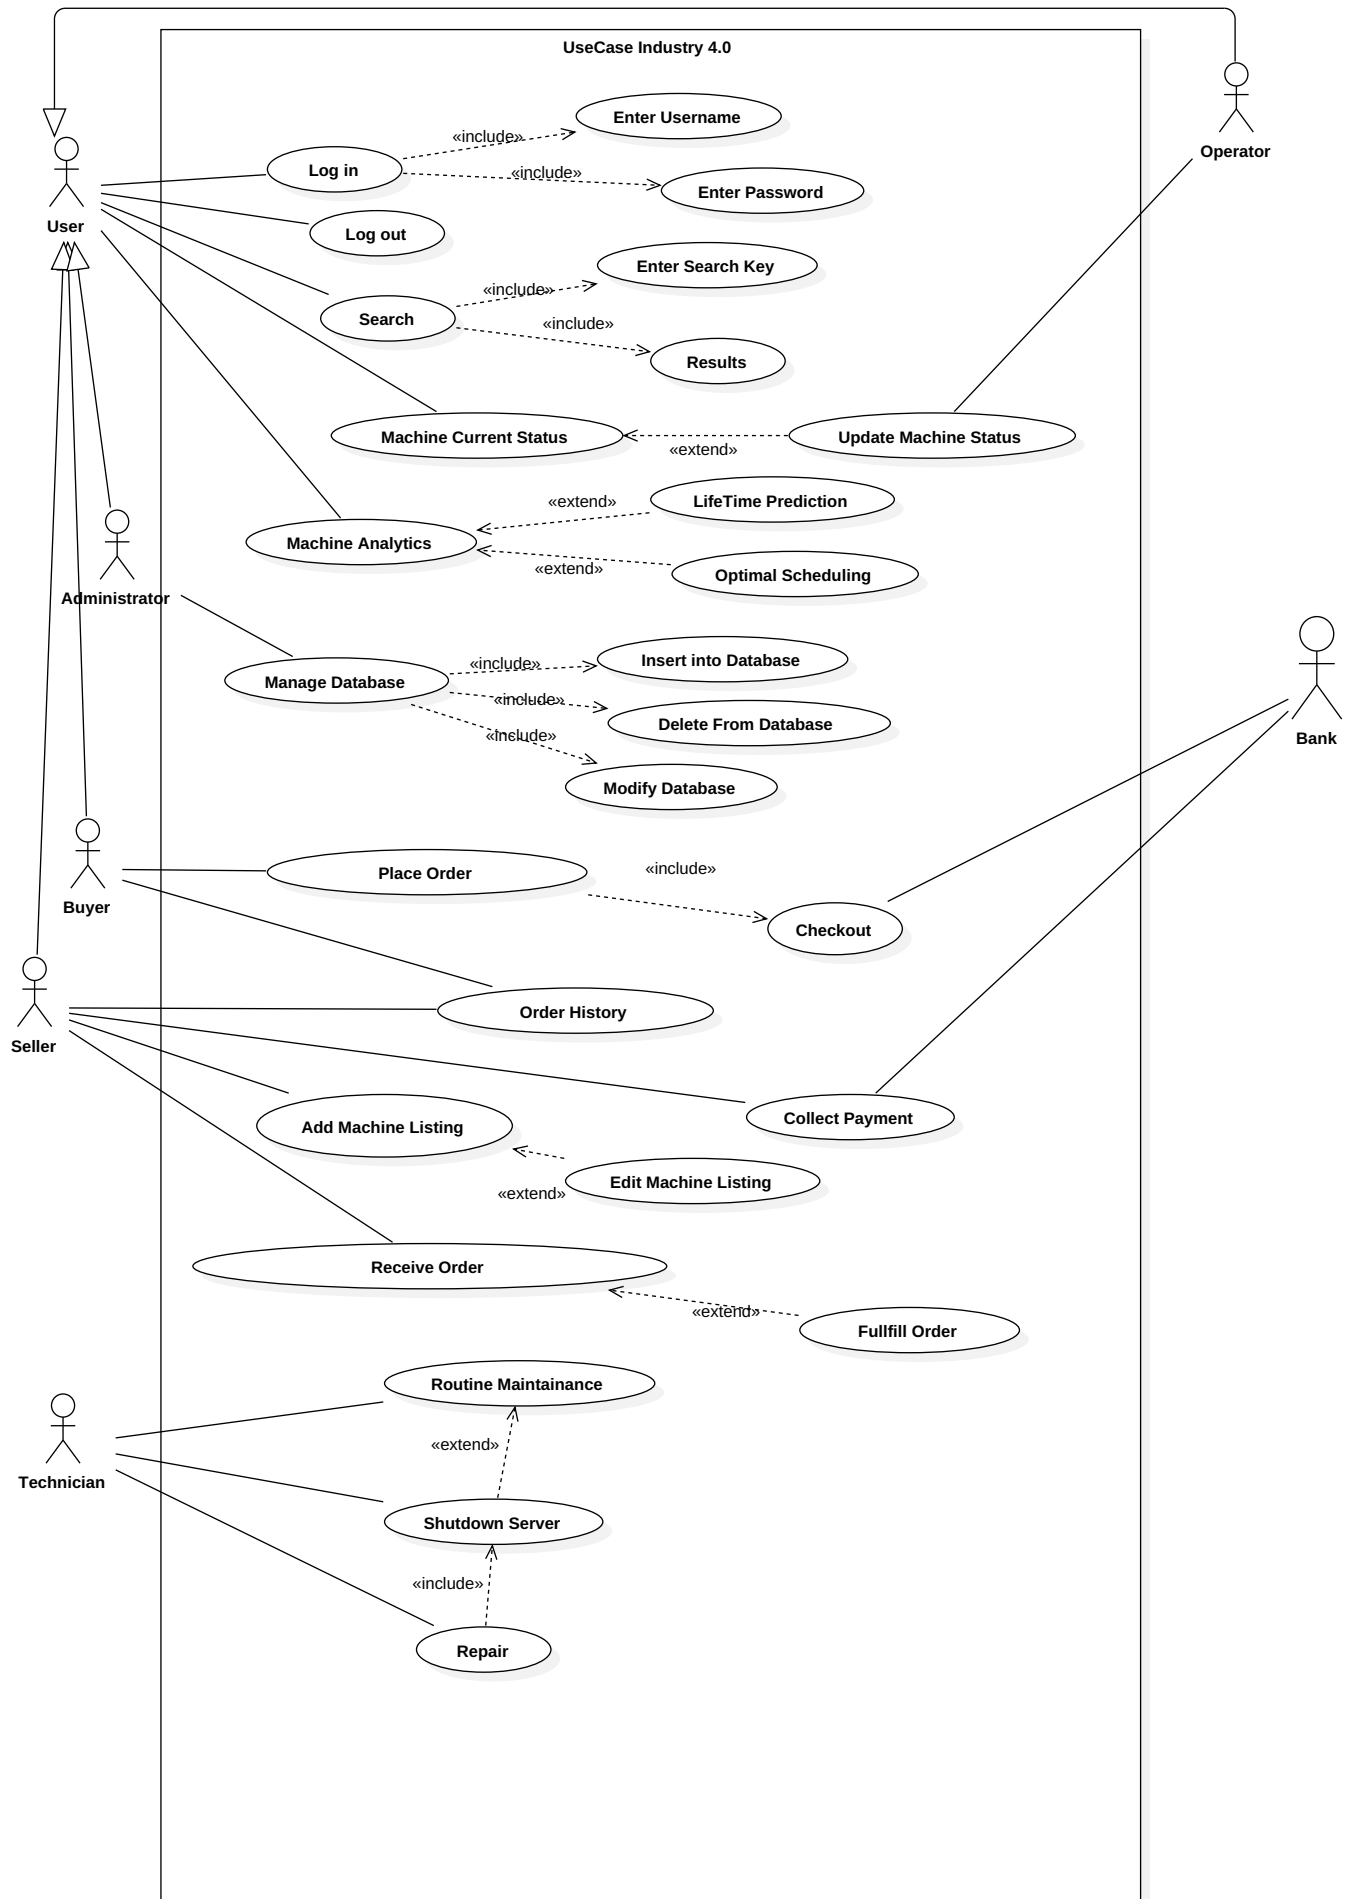 UseCase Industry 4.0
Enter Username
«include»
Operator
Log in
«include»
Enter Password
User
Log out
Enter Search Key
«include»
Search
«include»
Results
Machine Current Status
Update Machine Status
«extend»
«extend»
LifeTime Prediction
Machine Analytics
«extend»
Optimal Scheduling
Administrator
«include»
Insert into Database
Manage Database
«include»
Delete From Database
«include»
Bank
Modify Database
Place Order
«include»
Buyer
Checkout
Order History
Seller
Add Machine Listing
Collect Payment
Edit Machine Listing
«extend»
Receive Order
«extend»
Fullfill Order
Routine Maintainance
«extend»
Technician
Shutdown Server
«include»
Repair